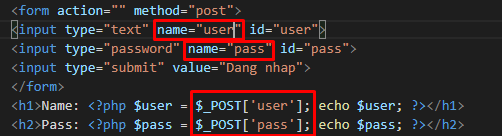 <form action="" method="post">
<input type="text" name="user" id="user">
<input type="password" name="pass" id="pass">
<input type="submit" value="Dang nhap">
</form>
<h1>Name: <?php $user = $_POST['user']; echo $user; ?></h1>
<h2>Pass: <?php $pass = $_POST['pass']; echo $pass; ?></h2>